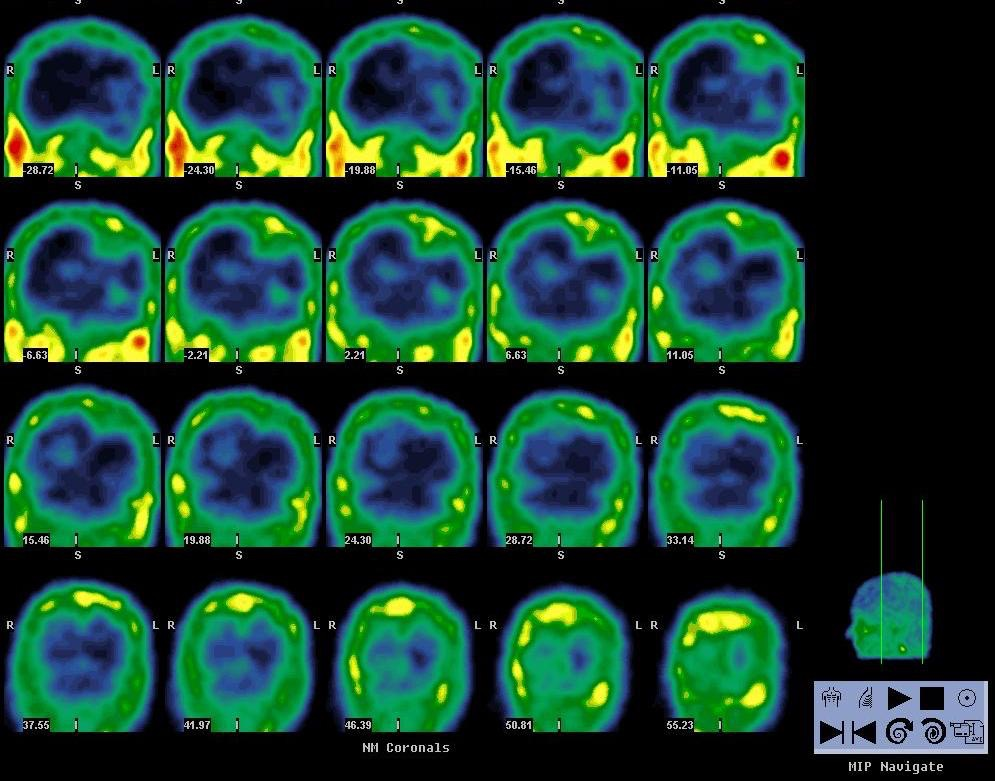 S S S S S
R L R L R L R L R L
-28.72 I -24.30 I -19.88 I -15.46 I -11.05 I
S S S S S
R L R L R L R L R L
-6.63 I -2.21 I 2.21 I 6.63 I 11.05 I
S S S S S
R L R L R L R L R L
15.46 I 19.88 I 24.30 I 28.72 I 33.14 I
S S S S S
R L R L R L R L R L
37.55 I 41.97 I 46.39 I 50.81 I 55.23 I
NM Coronals
AVI
MIP Navigate